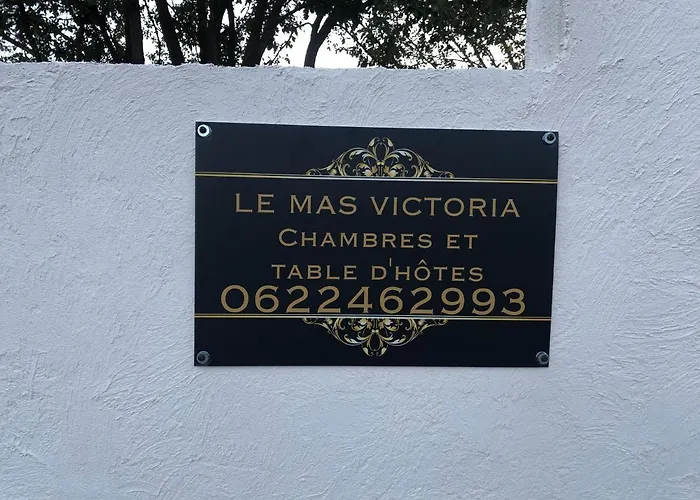 LE MAS VICTORIA
CHAMBRES ET
TABLE D'HÔTES
0622462993